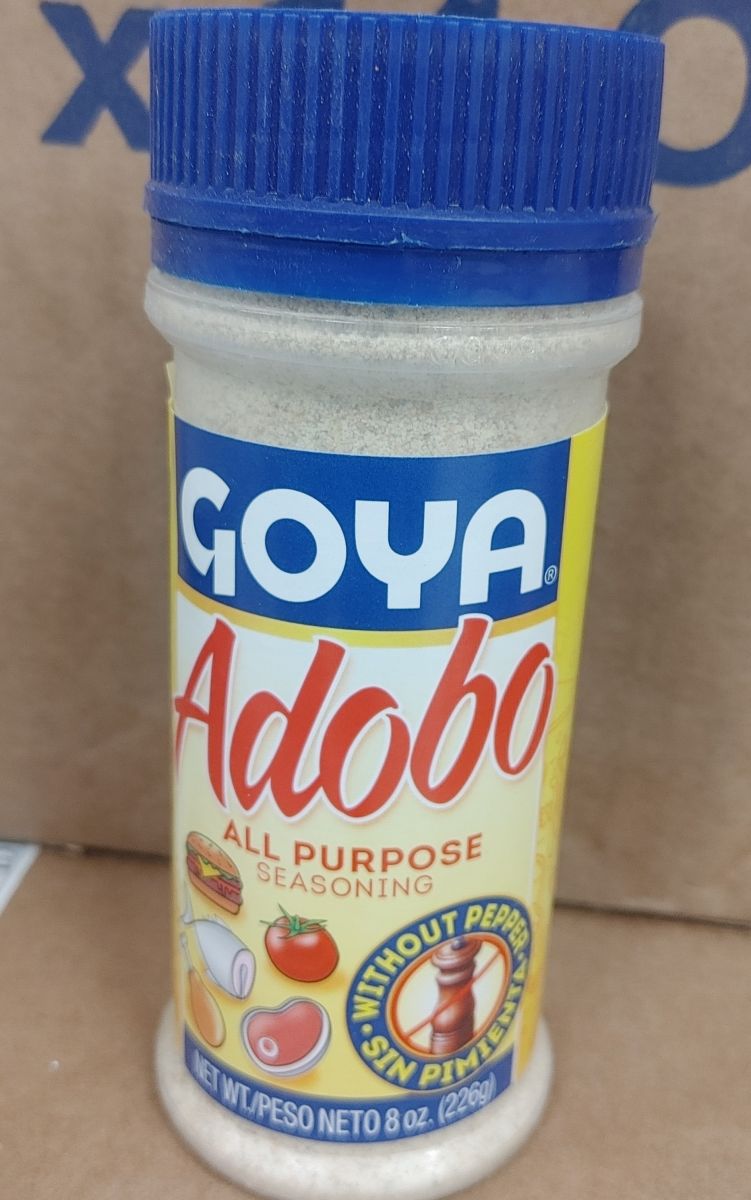 GOYA®
Adobo
ALL PURPOSE
SEASONING
• WITHOUT PEPPER •
SIN PIMIENTA
NET WT./PESO NETO 8 oz. (226g)